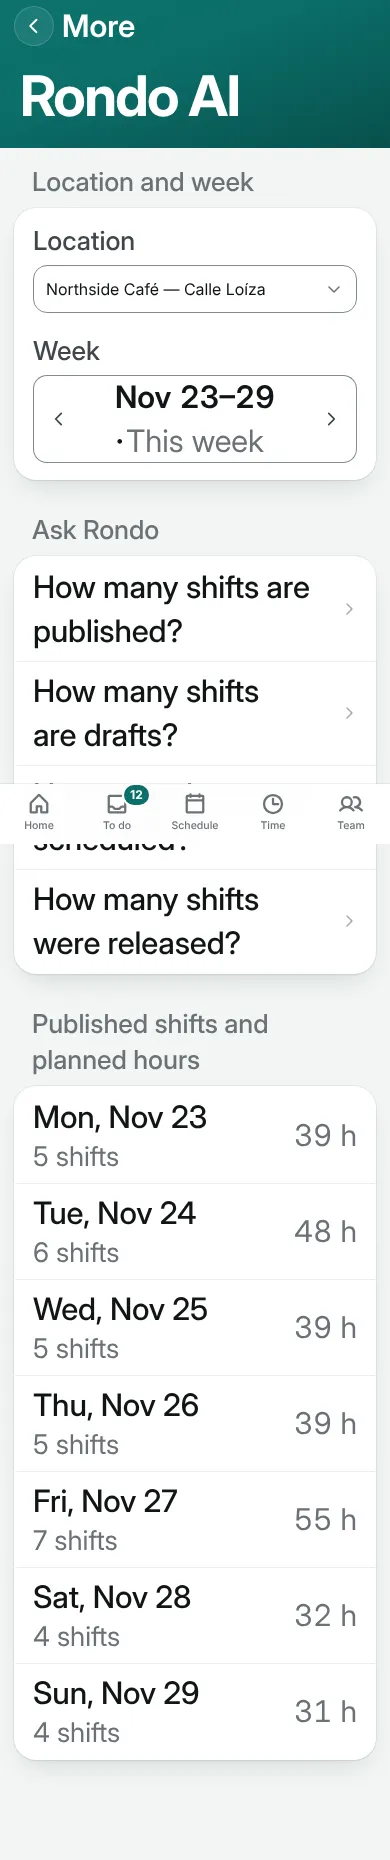 More
Rondo AI
Location and week
Location
Northside Café — Calle Loíza
Week
Nov 23–29
·This week
Ask Rondo
How many shifts are
published?
How many shifts
are drafts?
Home
12
To do
Schedule
Time
Team
scheduled?
How many shifts
were released?
Published shifts and
planned hours
Mon, Nov 23
5 shifts
39 h
Tue, Nov 24
6 shifts
48 h
Wed, Nov 25
5 shifts
39 h
Thu, Nov 26
5 shifts
39 h
Fri, Nov 27
7 shifts
55 h
Sat, Nov 28
4 shifts
32 h
Sun, Nov 29
4 shifts
31 h